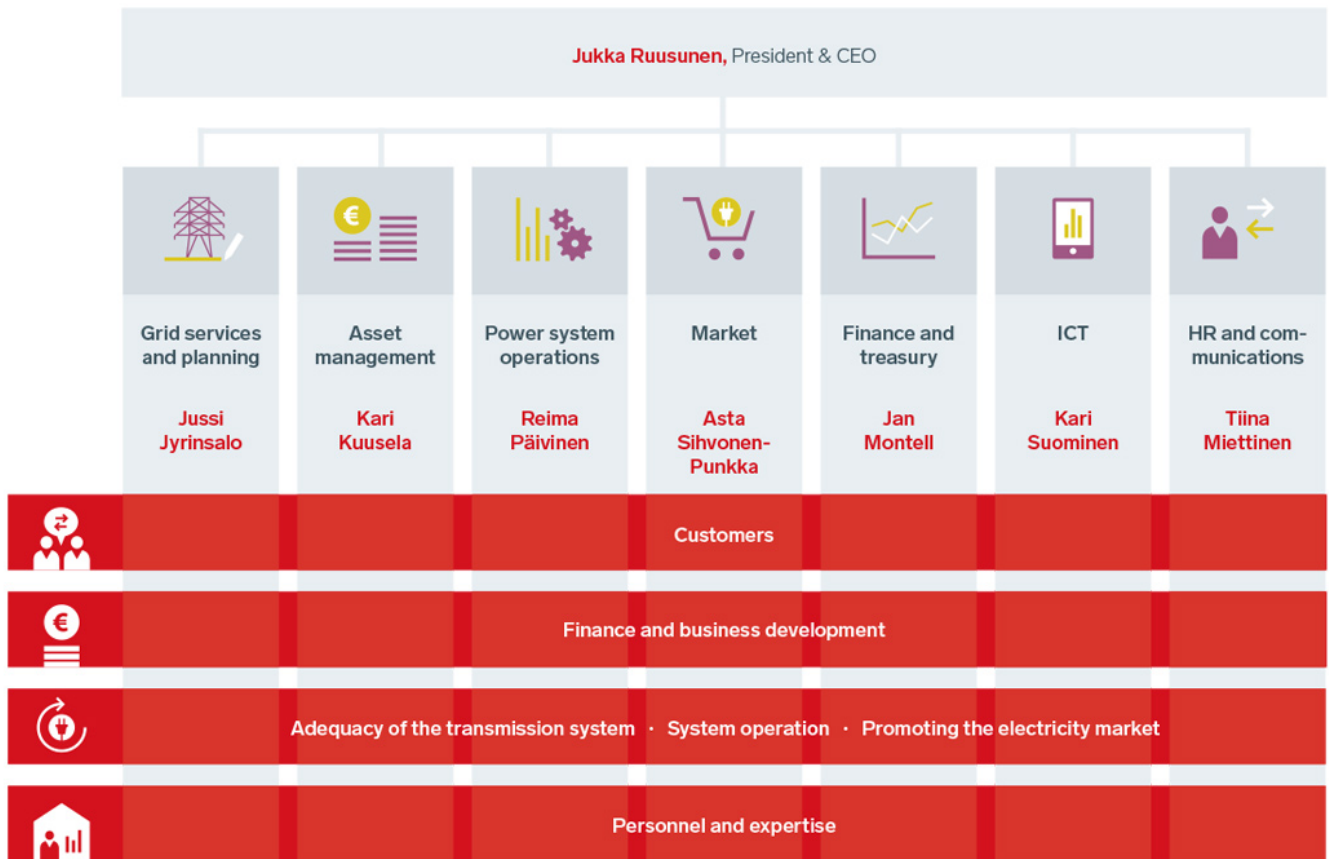 Jukka Ruusunen, President & CEO
Grid services
and planning
Jussi
Jyrinsalo
Asset
management
Kari
Kuusela
Power system
operations
Reima
Päivinen
Market
Asta
Sihvonen-
Punkka
Finance and
treasury
Jan
Montell
ICT
Kari
Suominen
HR and com-
munications
Tiina
Miettinen
Customers
Finance and business development
Adequacy of the transmission system · System operation · Promoting the electricity market
Personnel and expertise